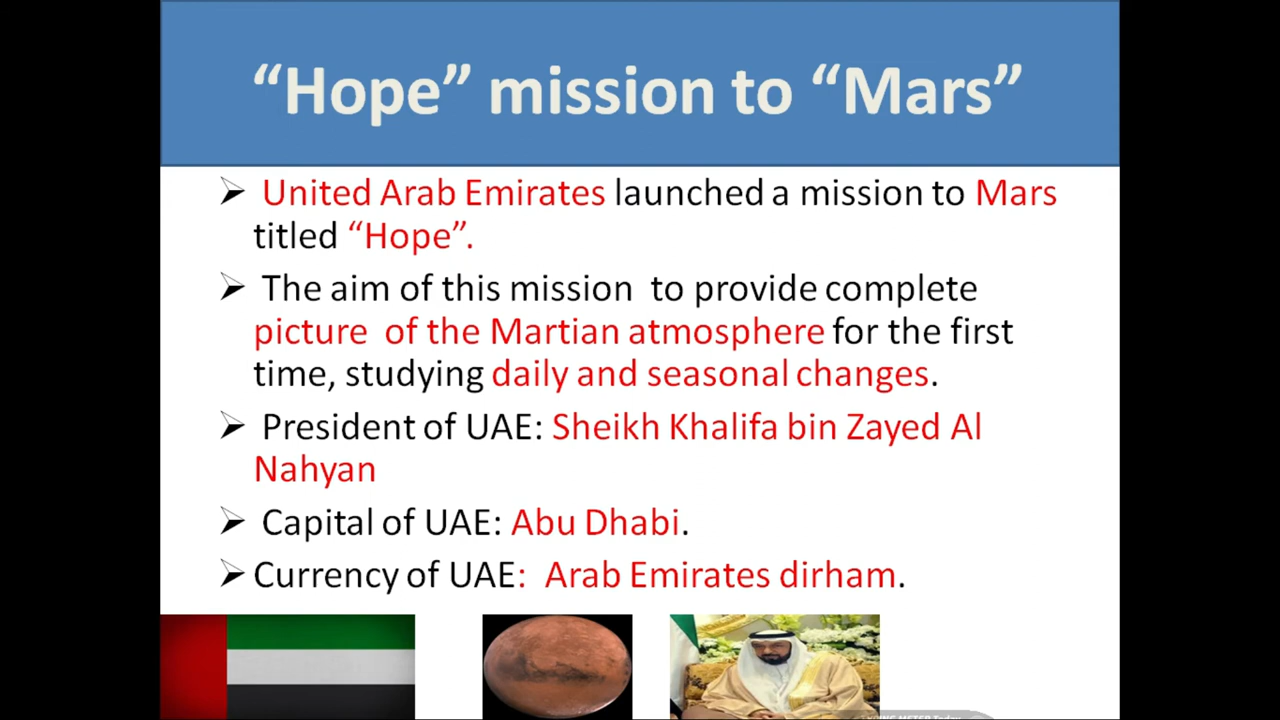 “Hope” mission to “Mars”
➢ United Arab Emirates launched a mission to Mars
titled “Hope”.
➢ The aim of this mission  to provide complete
picture  of the Martian atmosphere for the first
time, studying daily and seasonal changes.
➢ President of UAE: Sheikh Khalifa bin Zayed Al
Nahyan
➢ Capital of UAE: Abu Dhabi.
➢ Currency of UAE:  Arab Emirates dirham.